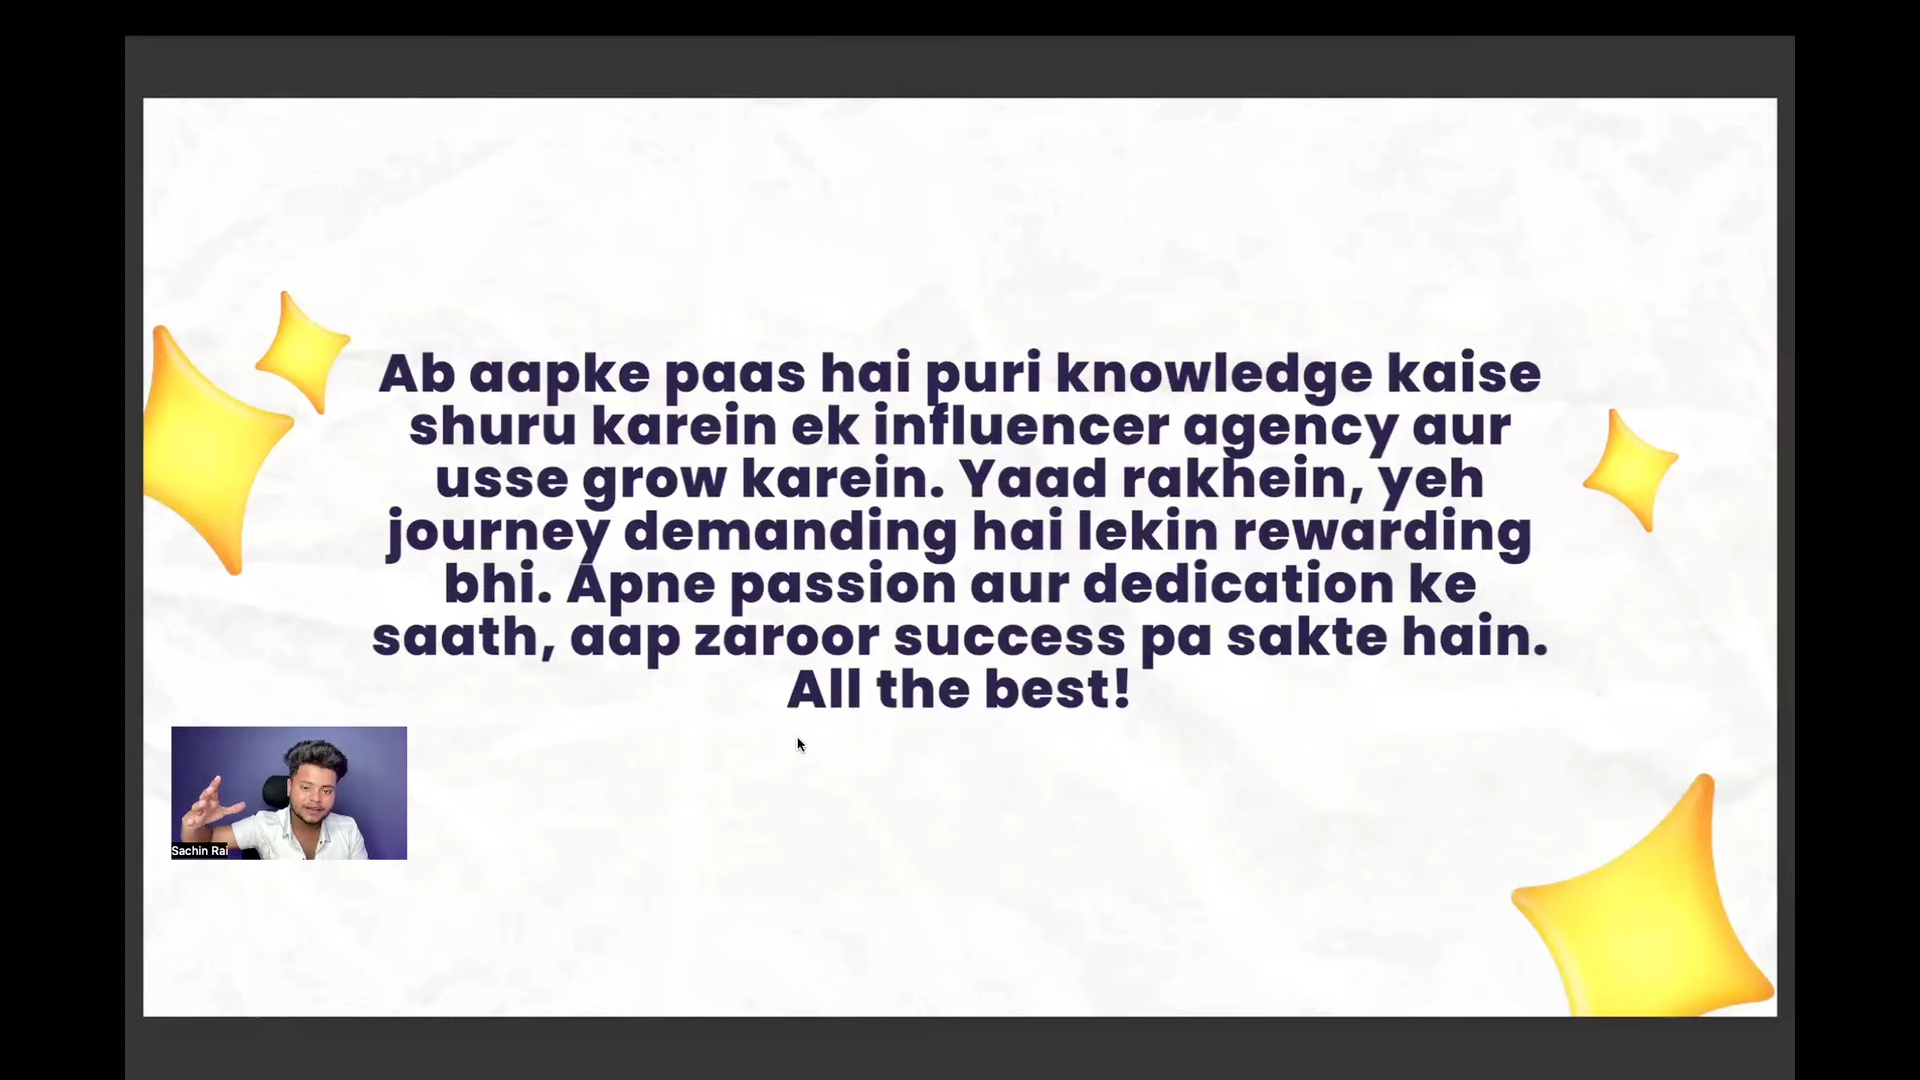 Ab aapke paas hai puri knowledge kaise
shuru karein ek influencer agency aur
usse grow karein. Yaad rakhein, yeh
journey demanding hai lekin rewarding
bhi. Apne passion aur dedication ke
saath, aap zaroor success pa sakte hain.
All the best!
Sachin Rai